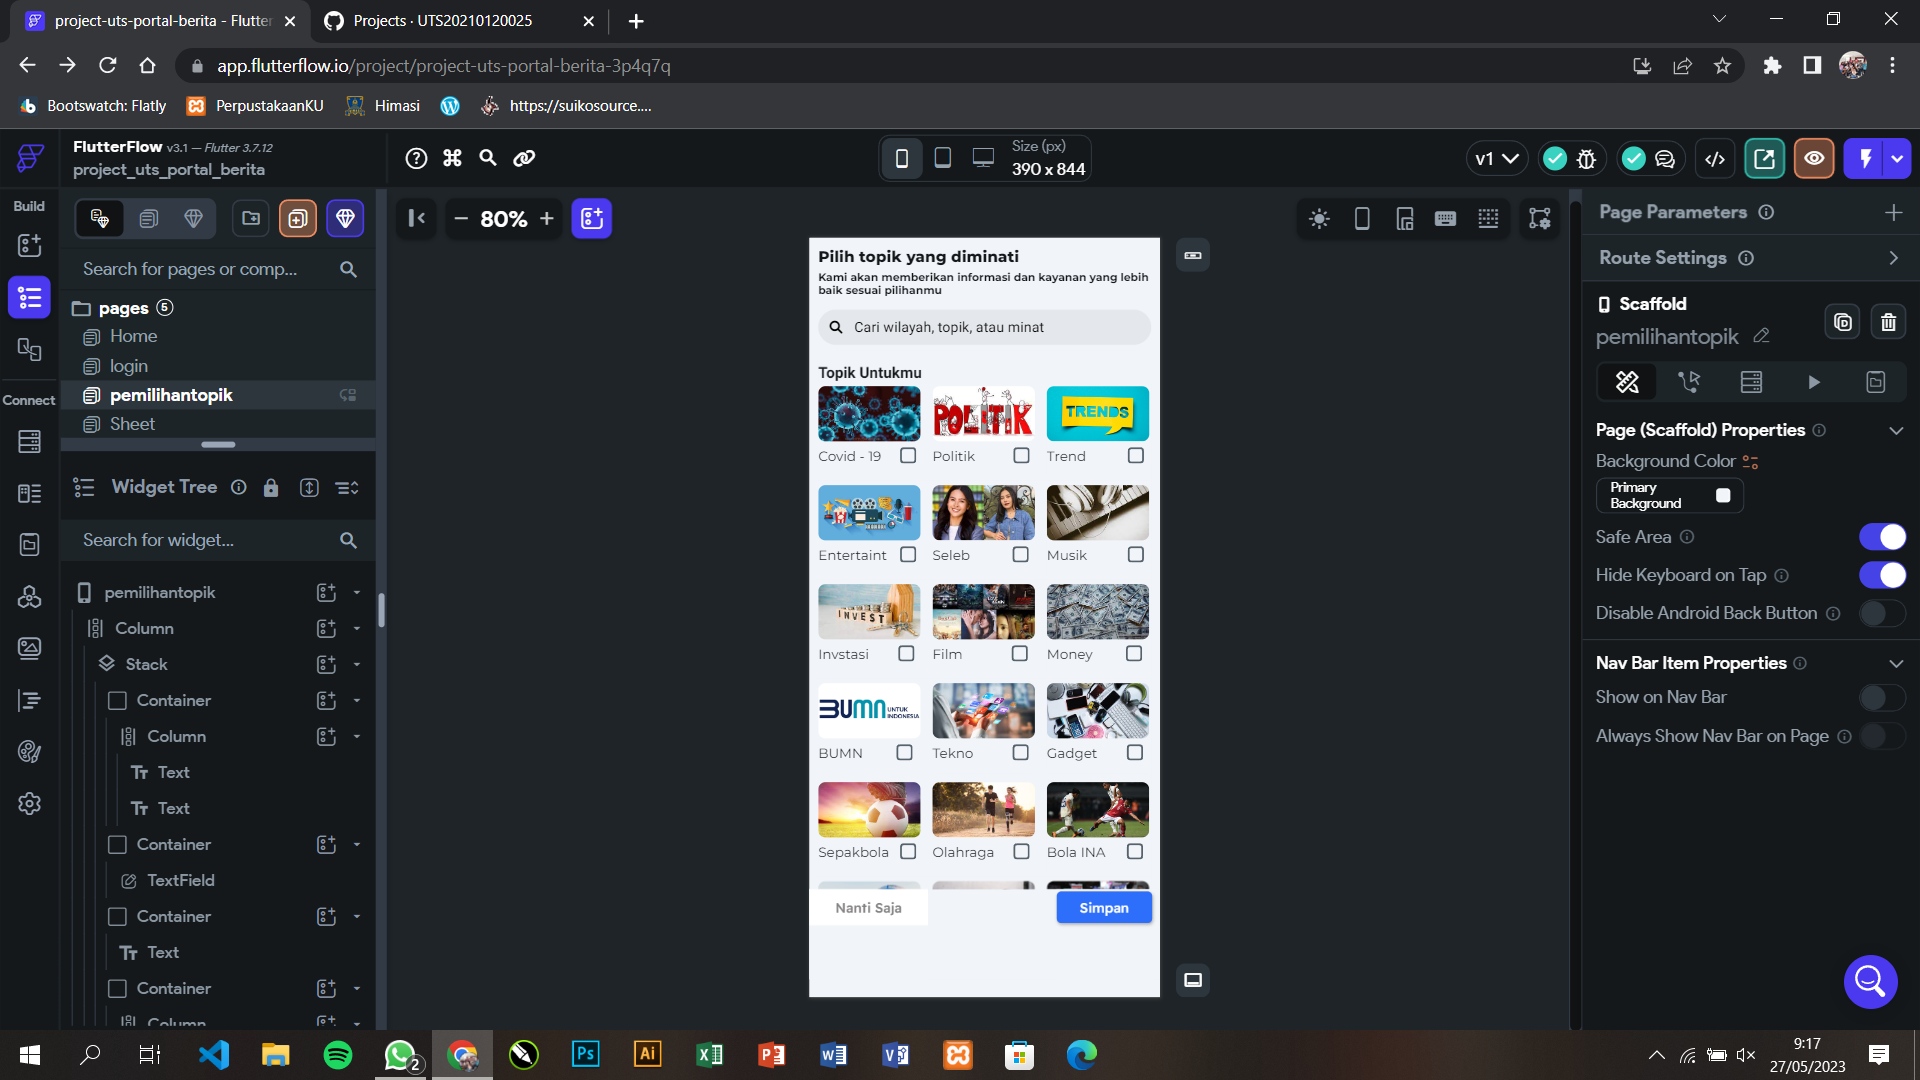 project-uts-portal-berita - Flutter
Projects · UTS20210120025
app.flutterflow.io/project/project-uts-portal-berita-3p4q7q
Bootswatch: Flatly
PerpustakaanKU
Himasi
https://suikosource....
FlutterFlow v3.1 - Flutter 3.7.12
project_uts_portal_berita
Size (px)
390 x 844
v1
Build
80%
Search for pages or comp...
pages 5
Home
login
pemilihantopik
Connect
Sheet
Widget Tree
Search for widget...
pemilihantopik
Column
Stack
Container
Column
Text
Text
Container
TextField
Container
Text
Container
Column
Pilih topik yang diminati
Kami akan memberikan informasi dan kayanan yang lebih
baik sesuai pilihanmu
Cari wilayah, topik, atau minat
Topik Untukmu
POLITIK
TRENDS
Covid - 19
Politik
Trend
Entertaint
Seleb
Musik
INVEST
Invstasi
Film
Money
BUMN UNTUK
INDONESIA
BUMN
Tekno
Gadget
Sepakbola
Olahraga
Bola INA
Nanti Saja
Simpan
Page Parameters
Route Settings
Scaffold
pemilihantopik
Page (Scaffold) Properties
Background Color
Primary
Background
Safe Area
Hide Keyboard on Tap
Disable Android Back Button
Nav Bar Item Properties
Show on Nav Bar
Always Show Nav Bar on Page
2
Ps
Ai
9:17
27/05/2023